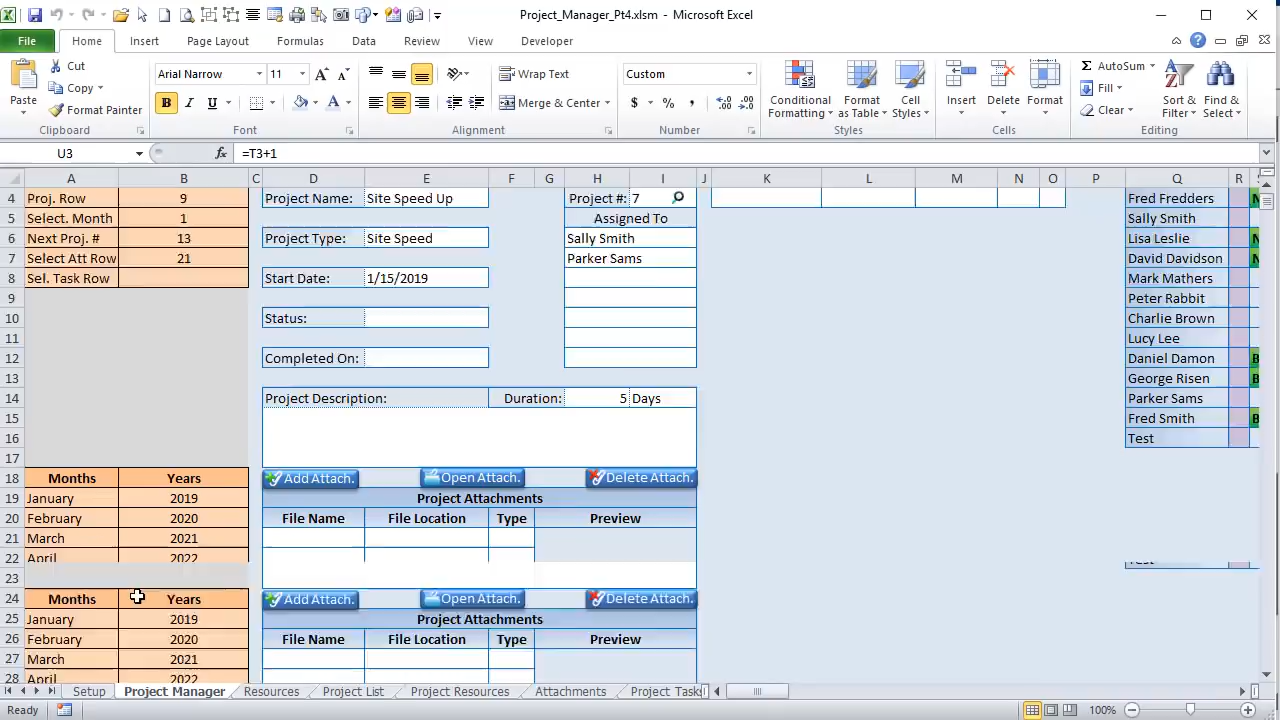 Project_Manager_Pt4.xlsm - Microsoft Excel
File Home Insert Page Layout Formulas Data Review View Developer
Paste
Cut
Copy
Format Painter
Clipboard
Arial Narrow 11
B I U
Font
Wrap Text
Merge & Center
Alignment
Custom
$ % ,
Number
Conditional Formatting
Format as Table
Cell Styles
Styles
Insert Delete Format
Cells
AutoSum
Fill
Clear
Sort & Filter
Find & Select
Editing
U3 fx =T3+1
A B C D E F G H I J K L M N O P Q R
4 Proj. Row 9 Project Name: Site Speed Up Project #: 7 Fred Fredders
5 Select. Month 1 Assigned To Sally Smith
6 Next Proj. # 13 Project Type: Site Speed Sally Smith Lisa Leslie
7 Select Att Row 21 Parker Sams David Davidson
8 Sel. Task Row Start Date: 1/15/2019 Mark Mathers
9 Peter Rabbit
10 Status: Charlie Brown
11 Lucy Lee
12 Completed On: Daniel Damon
13 George Risen
14 Project Description: Duration: 5 Days Parker Sams
15 Fred Smith
16 Test
17
18 Months Years Add Attach. Open Attach. Delete Attach.
19 January 2019 Project Attachments
20 February 2020 File Name File Location Type Preview
21 March 2021
22 April 2022 Test
23
24 Months Years Add Attach. Open Attach. Delete Attach.
25 January 2019 Project Attachments
26 February 2020 File Name File Location Type Preview
27 March 2021
28 April 2022
Setup Project Manager Resources Project List Project Resources Attachments Project Tasks
Ready 100%